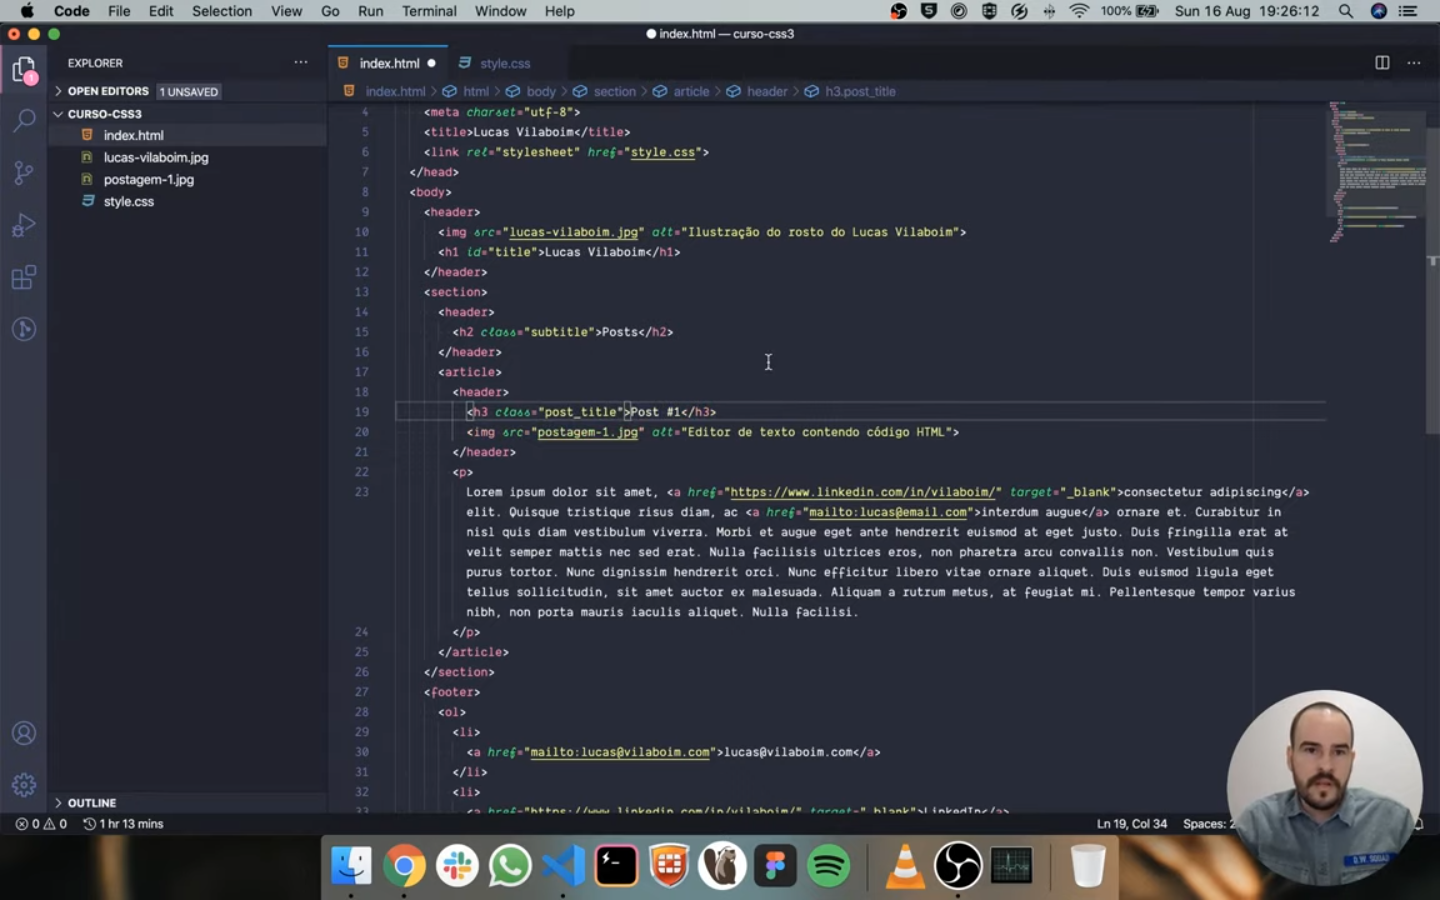 Code File Edit Selection View Go Run Terminal Window Help 100% Sun 16 Aug 19:26:12
index.html — curso-css3
EXPLORER
index.html
style.css
OPEN EDITORS 1 UNSAVED
index.html > html > body > section > article > header > h3.post_title
CURSO-CSS3
index.html
lucas-vilaboim.jpg
postagem-1.jpg
style.css
4 <meta charset="utf-8">
5 <title>Lucas Vilaboim</title>
6 <link rel="stylesheet" href="style.css">
7 </head>
8 <body>
9 <header>
10 <img src="lucas-vilaboim.jpg" alt="Ilustração do rosto do Lucas Vilaboim">
11 <h1 id="title">Lucas Vilaboim</h1>
12 </header>
13 <section>
14 <header>
15 <h2 class="subtitle">Posts</h2>
16 </header>
17 <article>
18 <header>
19 <h3 class="post_title">Post #1</h3>
20 <img src="postagem-1.jpg" alt="Editor de texto contendo código HTML">
21 </header>
22 <p>
23 Lorem ipsum dolor sit amet, <a href="https://www.linkedin.com/in/vilaboim/" target="_blank">consectetur adipiscing</a>
elit. Quisque tristique risus diam, ac <a href="mailto:lucas@email.com">interdum augue</a> ornare et. Curabitur in
nisl quis diam vestibulum viverra. Morbi et augue eget ante hendrerit euismod at eget justo. Duis fringilla erat at
velit semper mattis nec sed erat. Nulla facilisis ultrices eros, non pharetra arcu convallis non. Vestibulum quis
purus tortor. Nunc dignissim hendrerit orci. Nunc efficitur libero vitae ornare aliquet. Duis euismod ligula eget
tellus sollicitudin, sit amet auctor ex malesuada. Aliquam a rutrum metus, at feugiat mi. Pellentesque tempor varius
nibh, non porta mauris iaculis aliquet. Nulla facilisi.
24 </p>
25 </article>
26 </section>
27 <footer>
28 <ol>
29 <li>
30 <a href="mailto:lucas@vilaboim.com">lucas@vilaboim.com</a>
31 </li>
32 <li>
33 <a href="https://www.linkedin.com/in/vilaboim/" target="_blank">LinkedIn</a>
OUTLINE
0 0 1 hr 13 mins Ln 19, Col 34 Spaces: